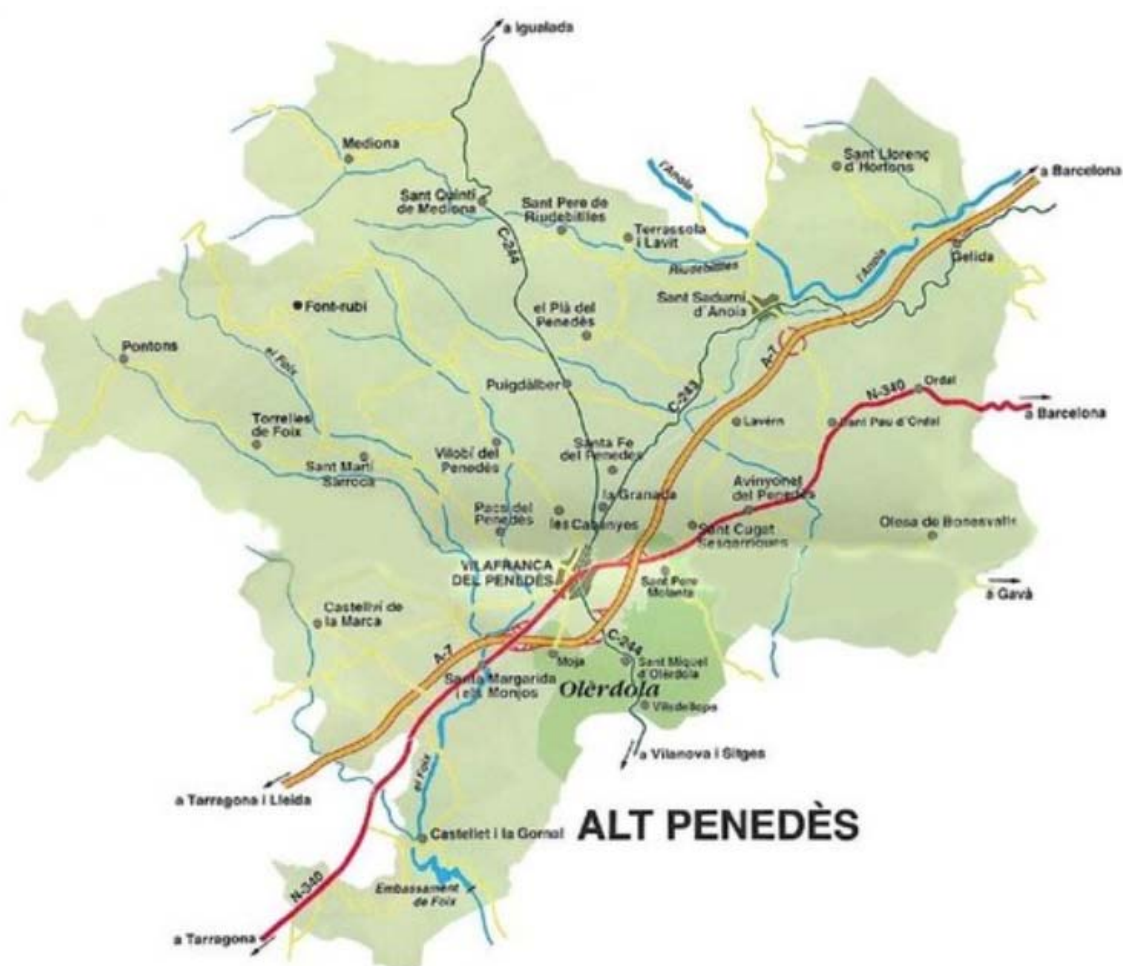 a Igualada
Mediona
Sant Llorenç
d'Hortons
a Barcelona
l'Anoia
Sant Quintí
de Mediona
Sant Pere de
Riudebitlles
Terrassola
i Lavit
C-244
Riudebitlles
l'Anoia
Gelida
Font-rubí
Sant Sadurní
d'Anoia
el Plà del
Penedès
A-7
Pontons
el Foix
Puigdàlber
C-243
N-340
Ordal
a Barcelona
Torrelles
de Foix
Lavérn
Sant Pau d'Ordal
Sant Martí
Sarroca
Vilobí del
Penedès
Santa Fe
del Penedès
Avinyonet
del Penedès
la Granada
Pacs del
Penedès
les Cabanyes
Sant Cugat
Sesgarrigues
Olesa de Bonesvalls
VILAFRANCA
DEL PENEDÈS
Sant Pere
Molanta
a Gavà
Castellví de
la Marca
C-244
A-7
Moja
Sant Miquel
d'Olèrdola
Santa Margarida
i els Monjos
Olèrdola
Viladellops
a Vilanova i Sitges
el Foix
a Tarragona i Lleida
Castellet i la Gornal
ALT PENEDÈS
N-340
Embassament
de Foix
a Tarragona